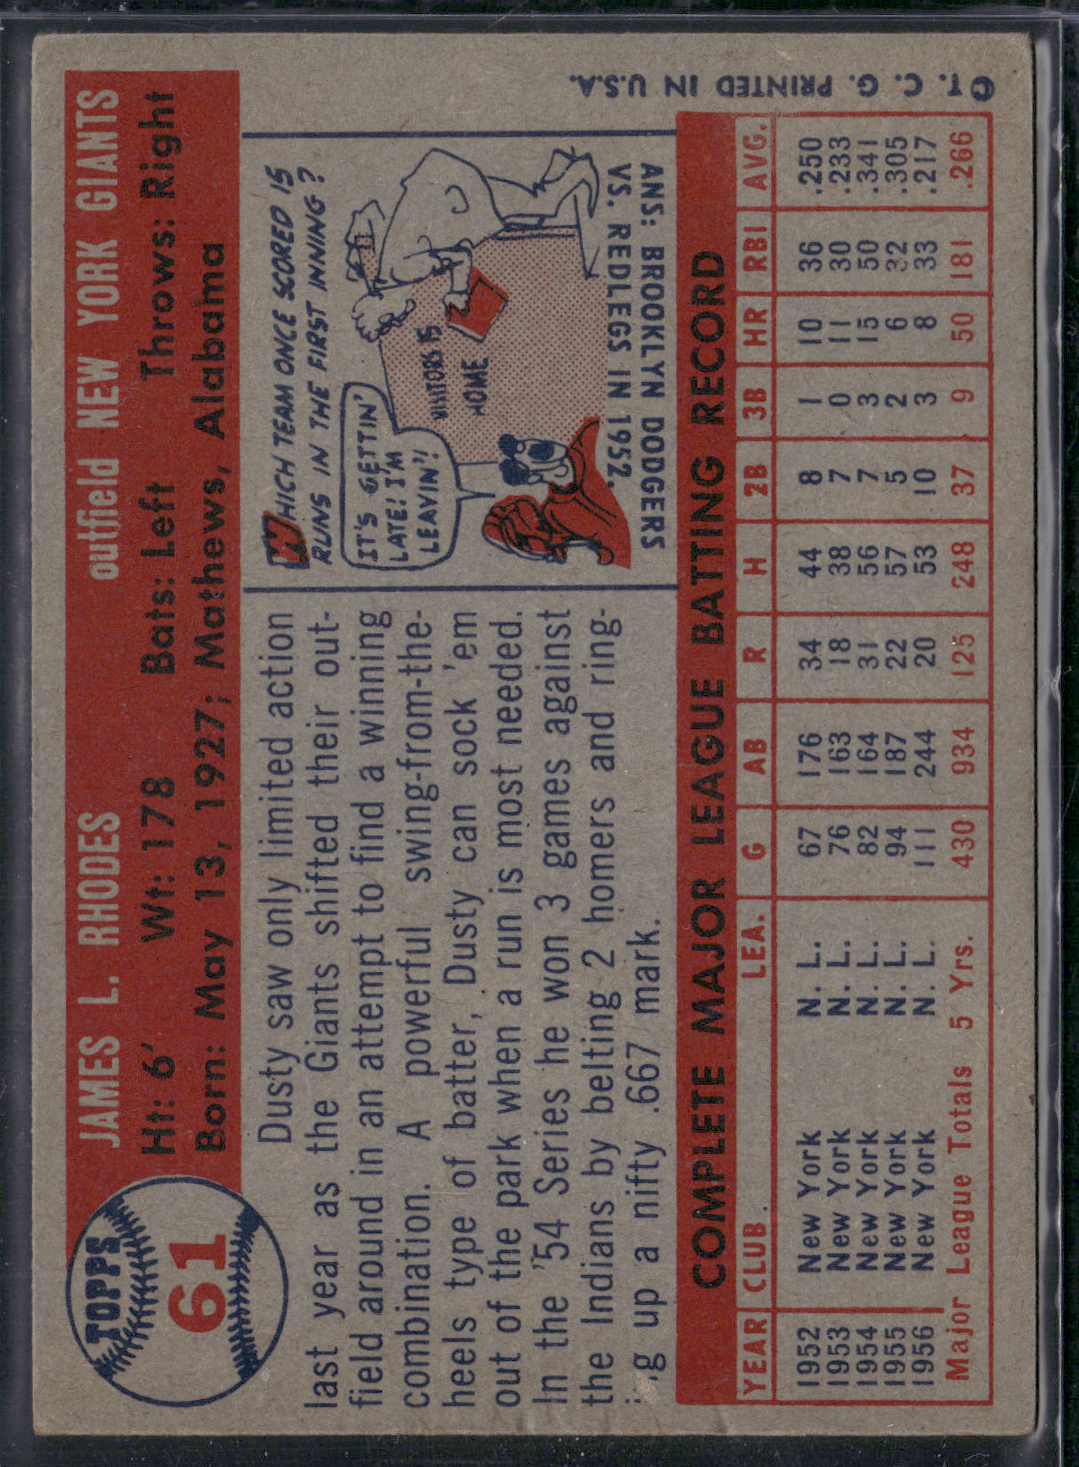 TOPPS
61
JAMES L. RHODES outfield NEW YORK GIANTS
Ht: 6' Wt: 178 Bats: Left Throws: Right
Born: May 13, 1927; Mathews, Alabama
Dusty saw only limited action
last year as the Giants shifted their out-
field around in an attempt to find a winning
combination. A powerful swing-from-the-
heels type of batter, Dusty can sock 'em
out of the park when a run is most needed.
In the '54 Series he won 3 games against
the Indians by belting 2 homers and ring-
ing up a nifty .667 mark.
WHICH TEAM ONCE SCORED 15
RUNS IN THE FIRST INNING?
IT'S GETTIN'
LATE! I'M
LEAVIN'!
VISITORS 15
HOME
ANS: BROOKLYN DODGERS
VS. REDLEGS IN 1952.
COMPLETE MAJOR LEAGUE BATTING RECORD
YEAR CLUB LEA. G AB R H 2B 3B HR RBI AVG.
1952 New York N. L. 67 176 34 44 8 1 10 36 .250
1953 New York N. L. 76 163 18 38 7 0 11 30 .233
1954 New York N. L. 82 164 31 56 7 3 15 50 .341
1955 New York N. L. 94 187 22 57 5 2 6 32 .305
1956 New York N. L. 111 244 20 53 10 3 8 33 .217
Major League Totals 5 Yrs. 430 934 125 248 37 9 50 181 .266
©T. C. G. PRINTED IN U.S.A.